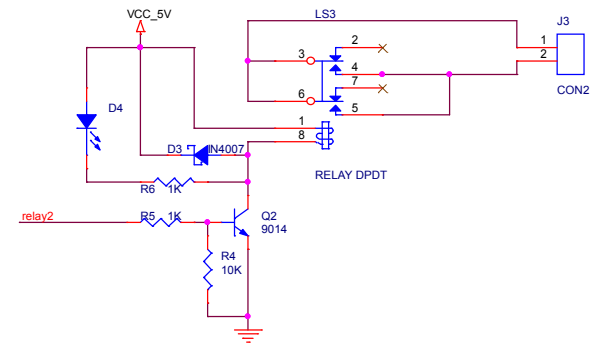 VCC_5V
LS3
J3
3
2
1
4
2
6
7
CON2
D4
5
1
D3
IN4007
8
RELAY DPDT
R6
1K
relay2
R5
1K
Q2
9014
R4
10K